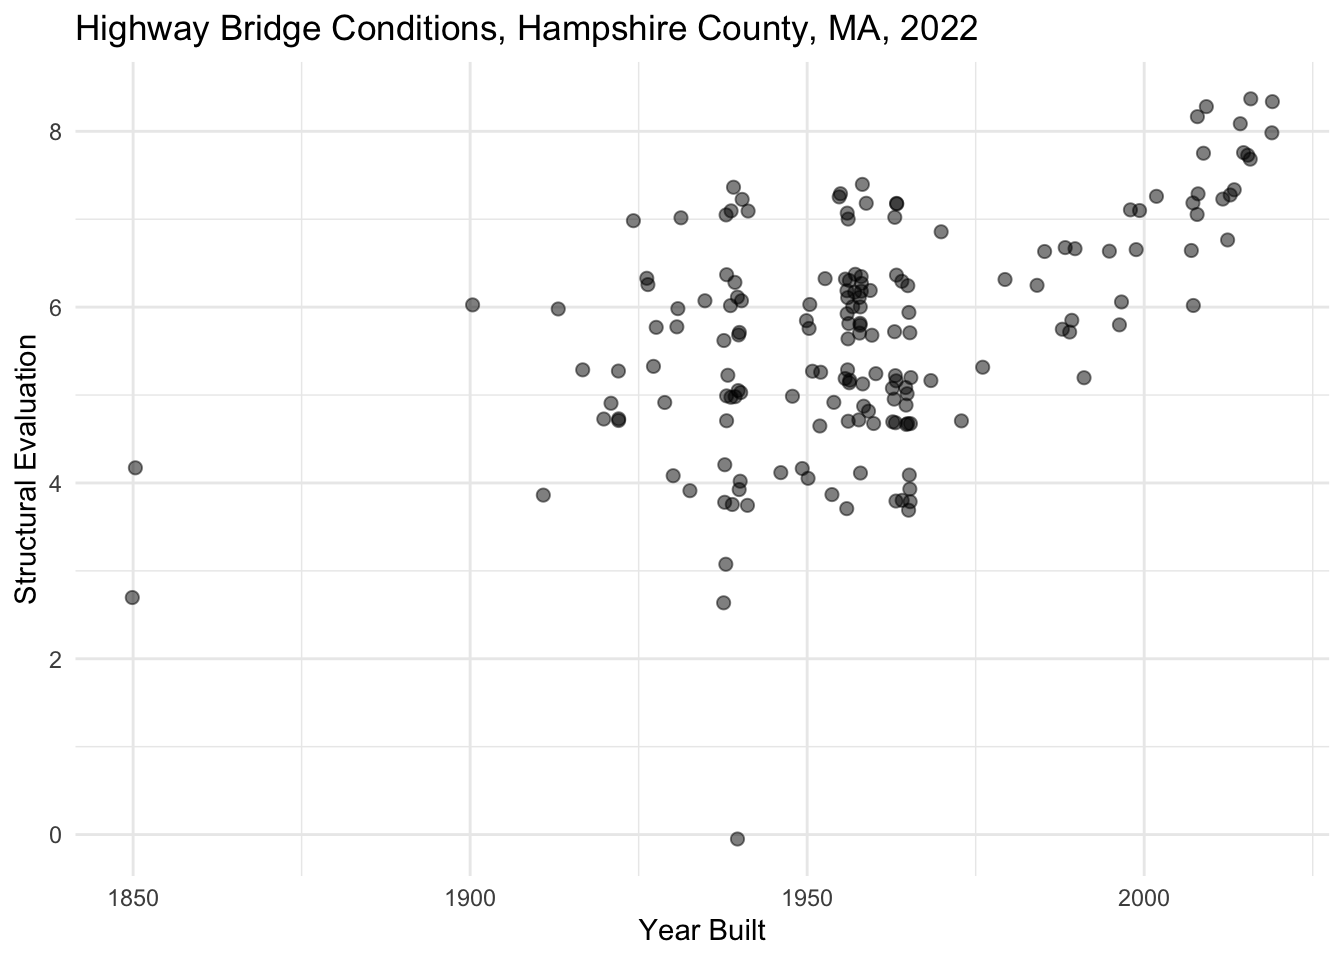 Highway Bridge Conditions, Hampshire County, MA, 2022
8
6
4
2
0
Structural Evaluation
1850 1900 1950 2000
Year Built